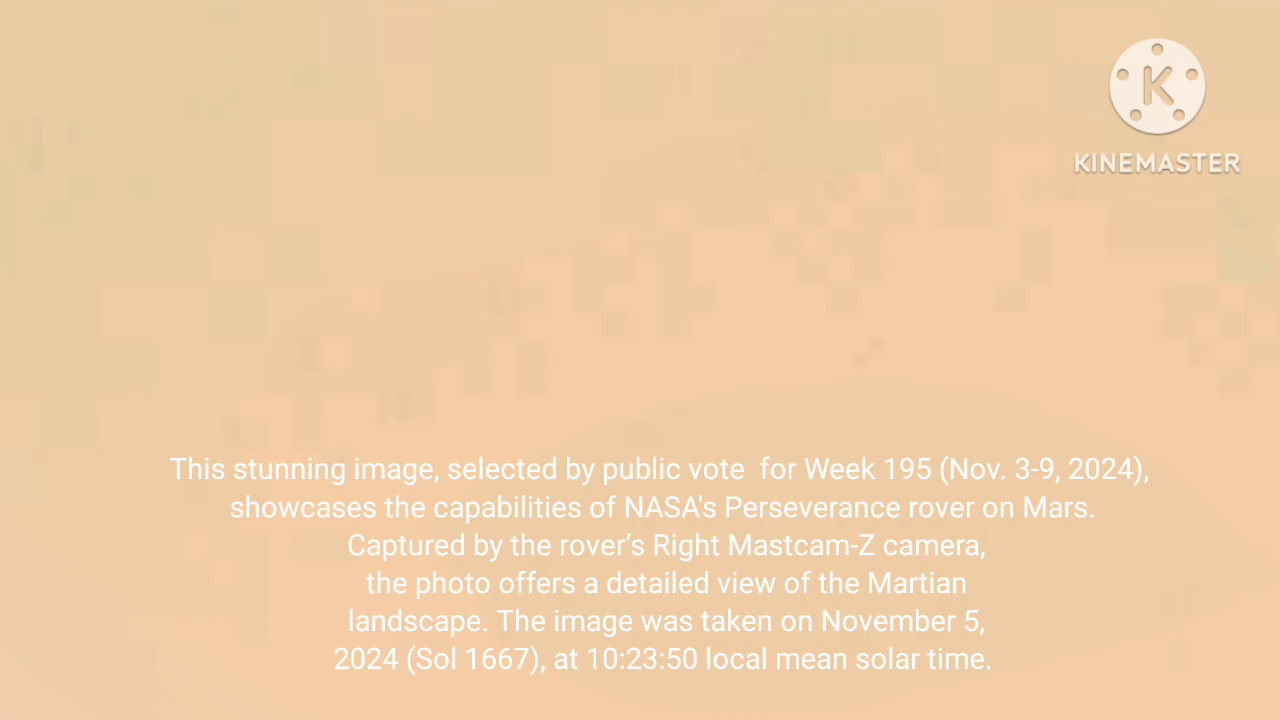 K
KINEMASTER
This stunning image, selected by public vote  for Week 195 (Nov. 3-9, 2024),
showcases the capabilities of NASA's Perseverance rover on Mars.
Captured by the rover’s Right Mastcam-Z camera,
the photo offers a detailed view of the Martian
landscape. The image was taken on November 5,
2024 (Sol 1667), at 10:23:50 local mean solar time.